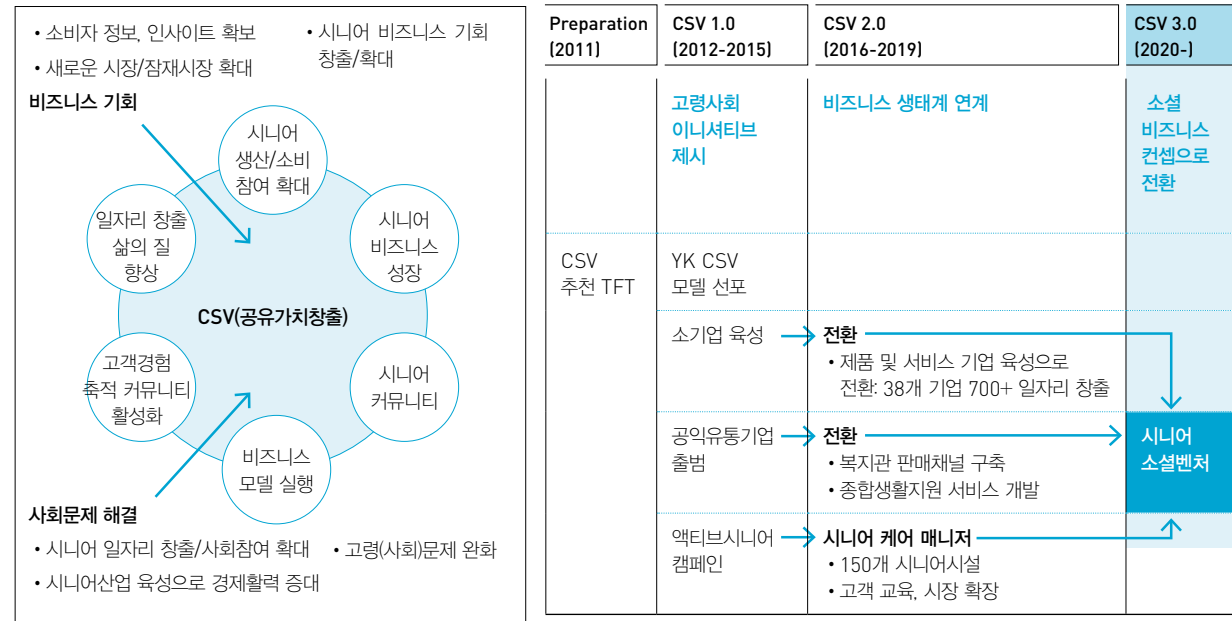 • 소비자 정보, 인사이트 확보
• 새로운 시장/잠재시장 확대
• 시니어 비즈니스 기회
창출/확대
비즈니스 기회
시니어
생산/소비
참여 확대
일자리 창출
삶의 질
향상
시니어
비즈니스
성장
CSV(공유가치창출)
고객경험
축적 커뮤니티
활성화
시니어
커뮤니티
비즈니스
모델 실행
사회문제 해결
• 시니어 일자리 창출/사회참여 확대
• 고령(사회)문제 완화
• 시니어산업 육성으로 경제활력 증대
Preparation
(2011)
CSV 1.0
(2012-2015)
CSV 2.0
(2016-2019)
CSV 3.0
(2020-)
고령사회
이니셔티브
제시
비즈니스 생태계 연계
소셜
비즈니스
컨셉으로
전환
CSV
추천 TFT
YK CSV
모델 선포
소기업 육성
전환
• 제품 및 서비스 기업 육성으로
전환: 38개 기업 700+ 일자리 창출
공익유통기업
출범
전환
• 복지관 판매채널 구축
• 종합생활지원 서비스 개발
시니어
소셜벤처
액티브시니어
캠페인
시니어 케어 매니저
• 150개 시니어시설
• 고객 교육, 시장 확장